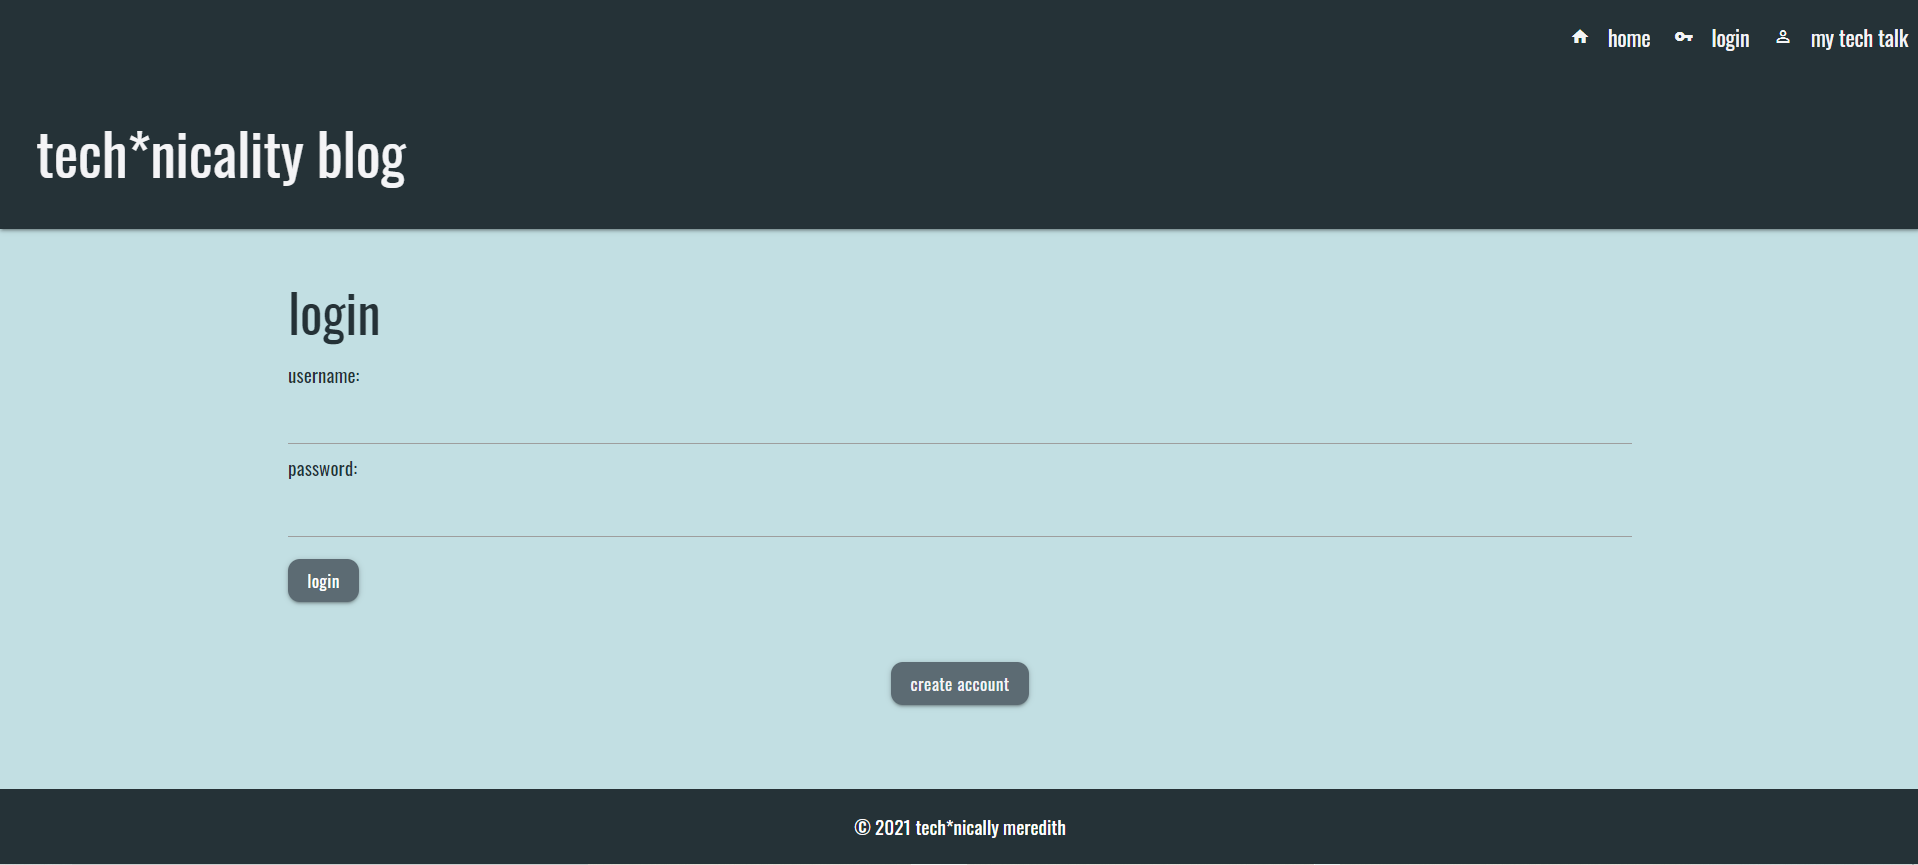 home login my tech talk
tech*nicality blog
login
username:
password:
login
create account
© 2021 tech*nically meredith